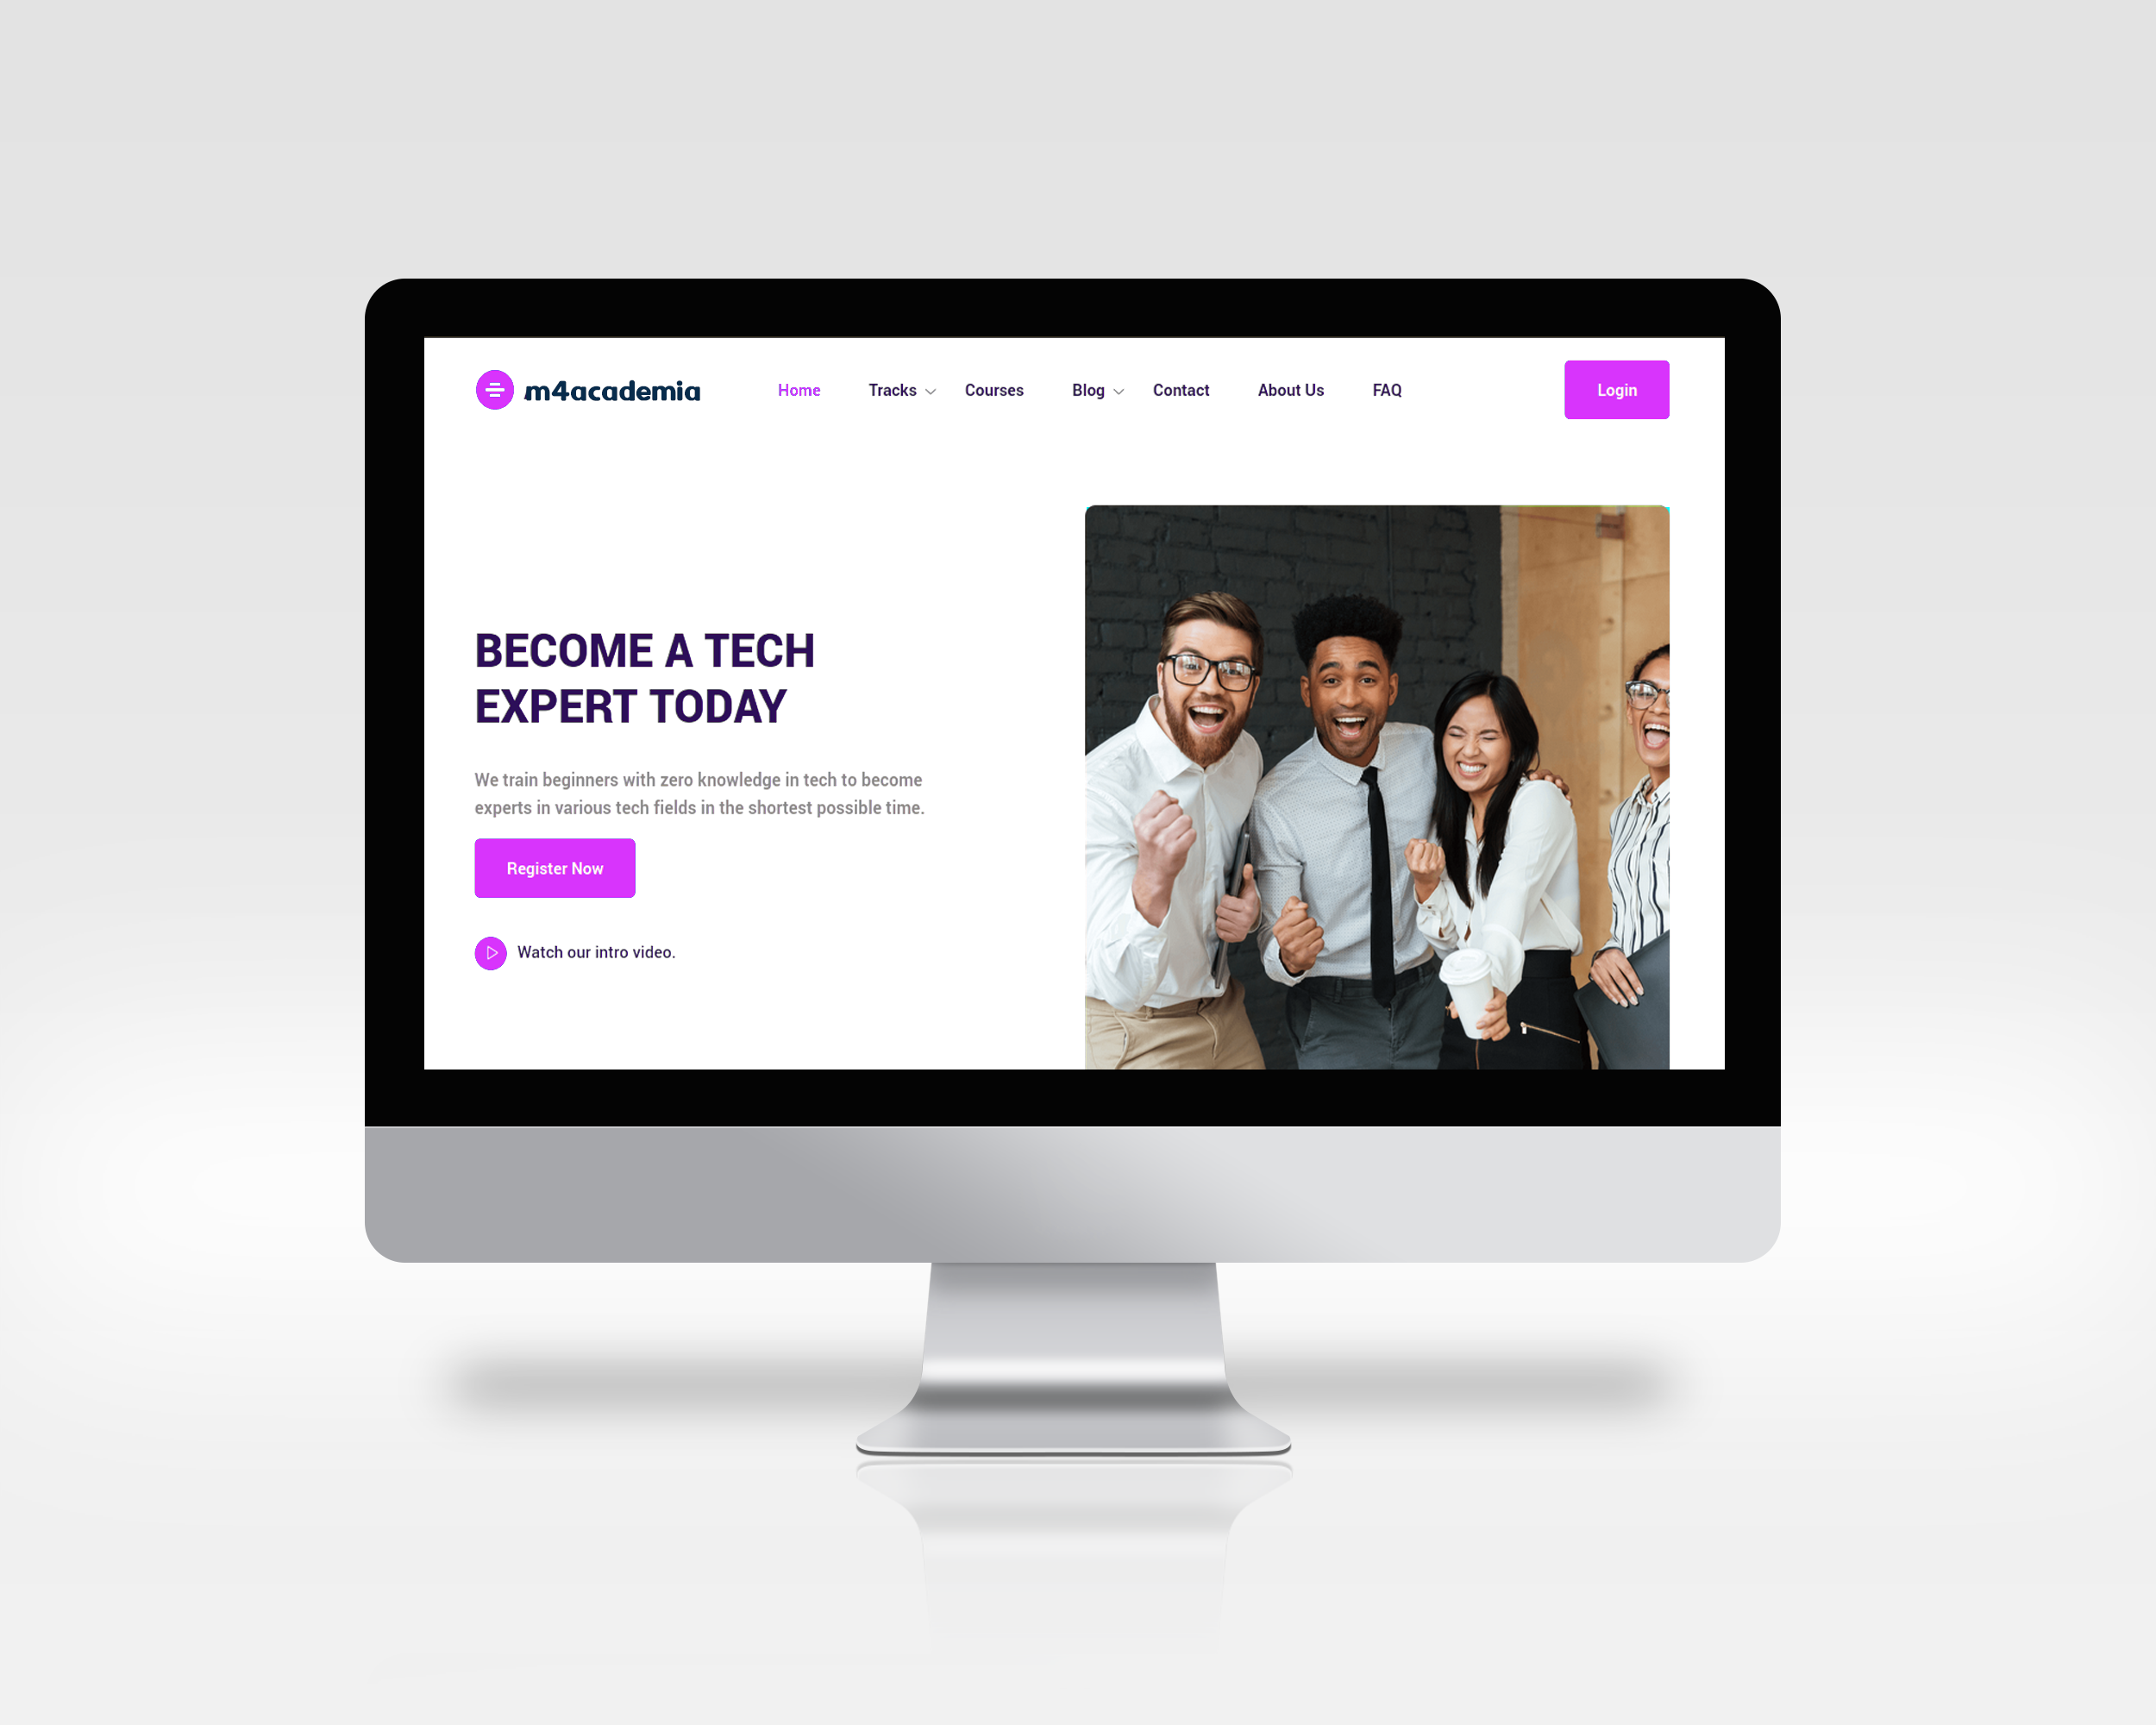 m4academia
Home Tracks Courses Blog Contact About Us FAQ
Login
BECOME A TECH
EXPERT TODAY
We train beginners with zero knowledge in tech to become
experts in various tech fields in the shortest possible time.
Register Now
Watch our intro video.